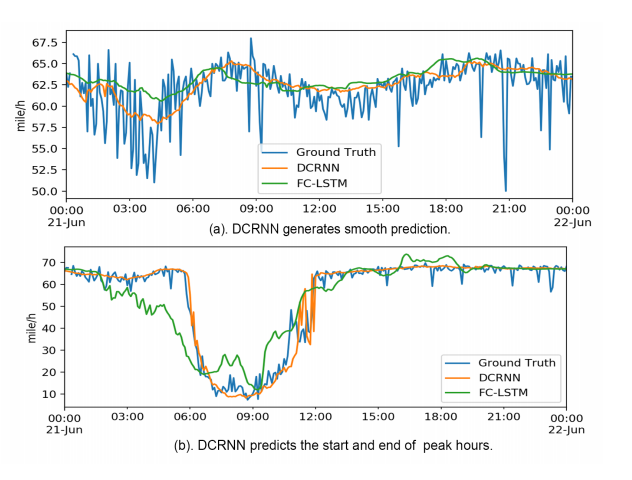 67.5
65.0
62.5
60.0
57.5
55.0
52.5
50.0
mile/h
Ground Truth
DCRNN
FC-LSTM
00:00 03:00 06:00 09:00 12:00 15:00 18:00 21:00 00:00
21-Jun 22-Jun
(a). DCRNN generates smooth prediction.
70
60
50
40
30
20
10
mile/h
Ground Truth
DCRNN
FC-LSTM
00:00 03:00 06:00 09:00 12:00 15:00 18:00 21:00 00:00
21-Jun 22-Jun
(b). DCRNN predicts the start and end of peak hours.